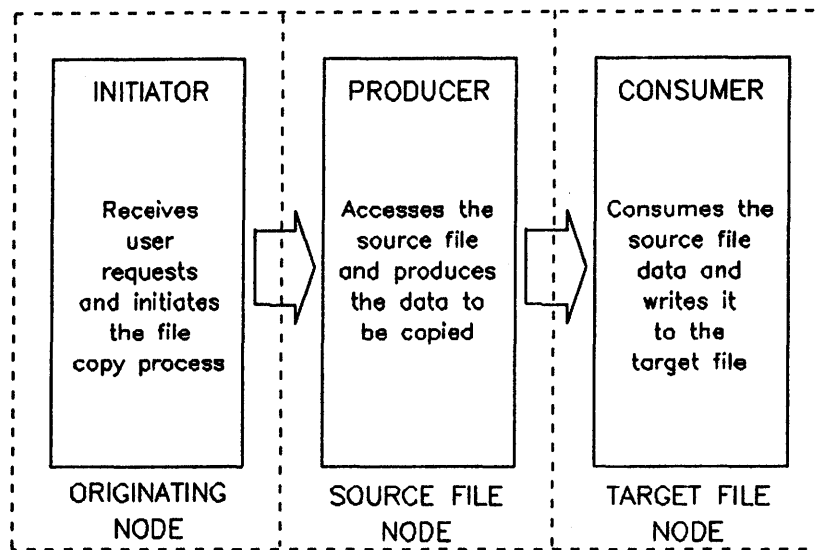 INITIATOR
Receives
user
requests
and initiates
the file
copy process
ORIGINATING
NODE
PRODUCER
Accesses the
source file
and produces
the data to
be copied
SOURCE FILE
NODE
CONSUMER
Consumes the
source file
data and
writes it
to the
target file
TARGET FILE
NODE